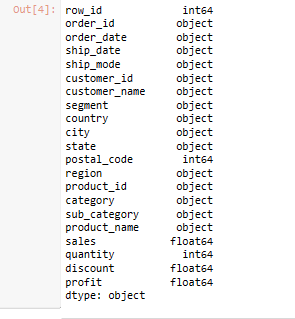 Out[4]: row_id int64
order_id object
order_date object
ship_date object
ship_mode object
customer_id object
customer_name object
segment object
country object
city object
state object
postal_code int64
region object
product_id object
category object
sub_category object
product_name object
sales float64
quantity int64
discount float64
profit float64
dtype: object